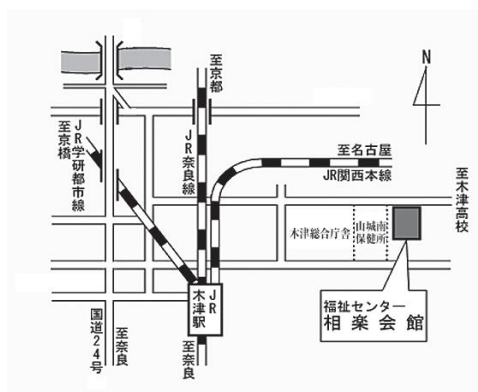 N
至京都
JR奈良線
JR学研都市線
至京橋
至名古屋
JR関西本線
至木津高校
木津総合庁舎
山城南
保健所
福祉センター
相楽会館
JR
木津駅
国道24号
至奈良
至奈良